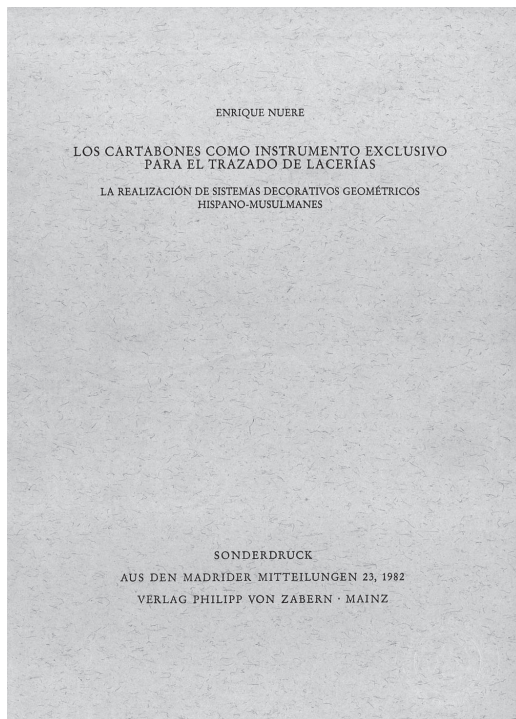 ENRIQUE NUERE
LOS CARTABONES COMO INSTRUMENTO EXCLUSIVO
PARA EL TRAZADO DE LACERÍAS
LA REALIZACIÓN DE SISTEMAS DECORATIVOS GEOMÉTRICOS
HISPANO-MUSULMANES
SONDERDRUCK
AUS DEN MADRIDER MITTEILUNGEN 23, 1982
VERLAG PHILIPP VON ZABERN · MAINZ